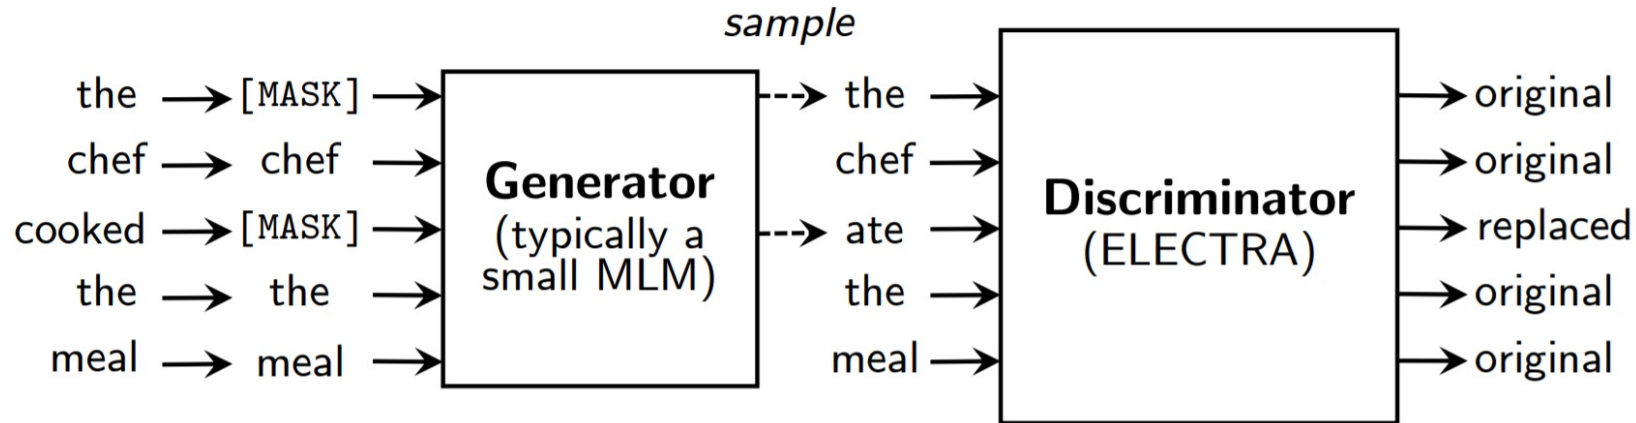 sample
the [MASK] the original
chef chef chef original
cooked [MASK] ate replaced
the the the original
meal meal meal original
Generator
(typically a
small MLM)
Discriminator
(ELECTRA)